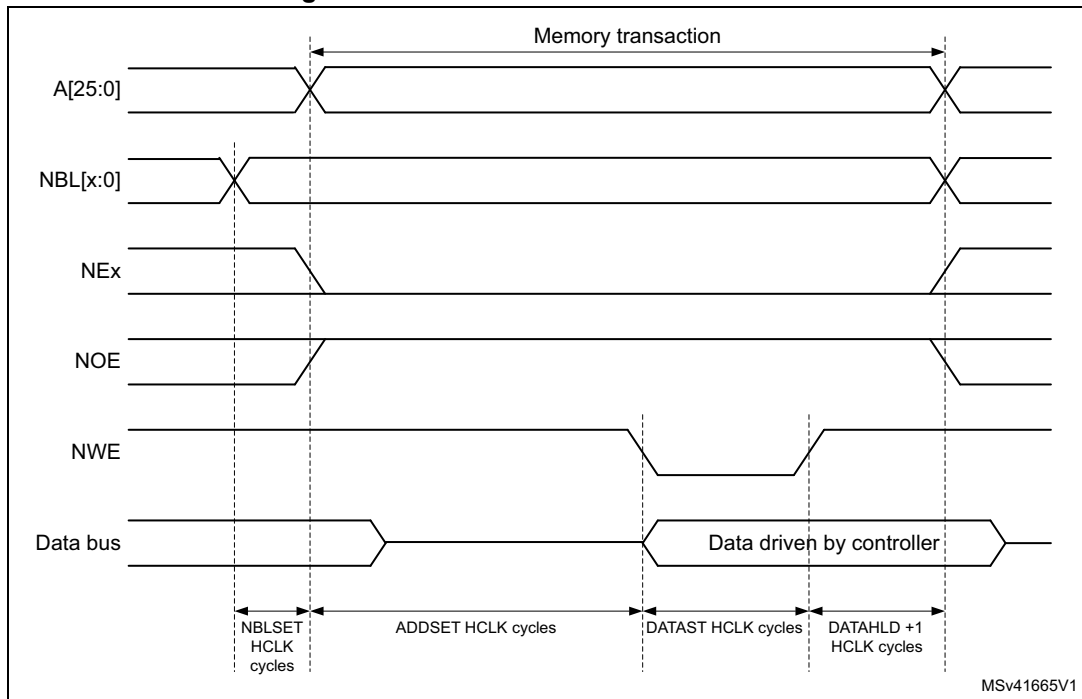 Memory transaction
A[25:0]
NBL[x:0]
NEx
NOE
NWE
Data bus
Data driven by controller
NBLSET
HCLK
cycles
ADDSET HCLK cycles
DATAST HCLK cycles
DATAHLD +1
HCLK cycles
MSv41665V1